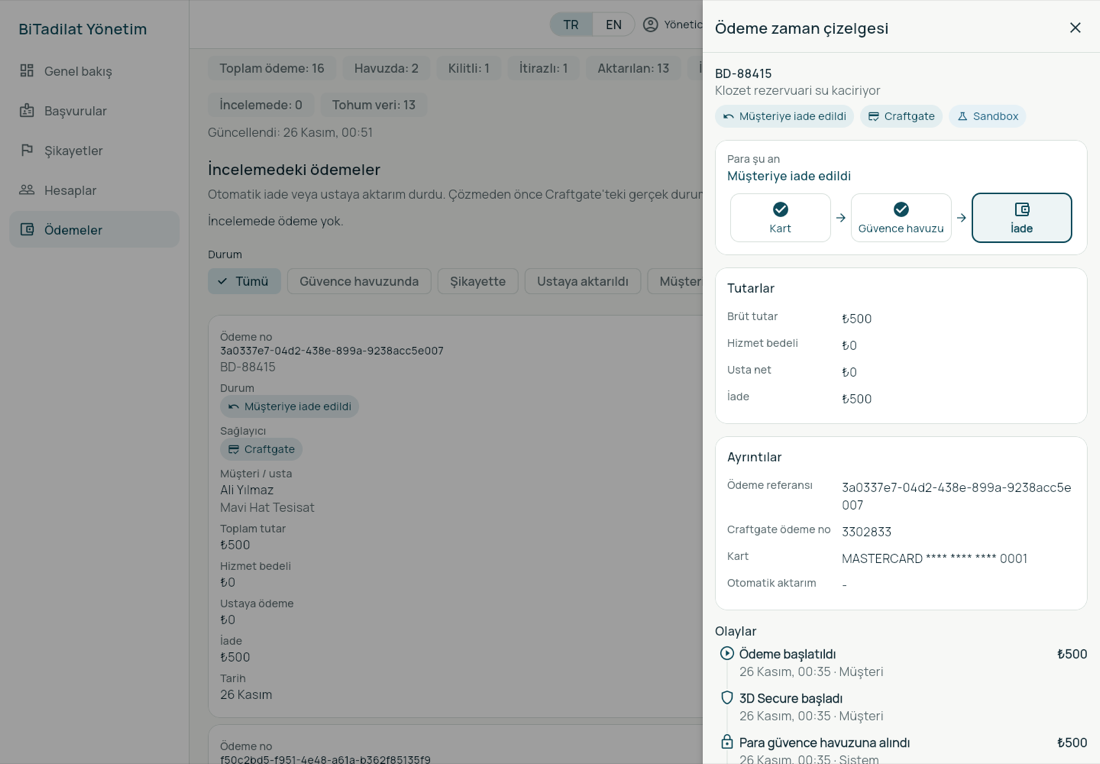 BiTadilat Yönetim
Genel bakış
Başvurular
Şikayetler
Hesaplar
Ödemeler
TR
EN
Toplam ödeme: 16
Havuzda: 2
Kilitli: 1
İtirazlı: 1
Aktarılan: 13
İncelemede: 0
Tohum veri: 13
Güncellendi: 26 Kasım, 00:51
İncelemedeki ödemeler
Otomatik iade veya ustaya aktarım durdu. Çözmeden önce Craftgate'teki gerçek
İncelemede ödeme yok.
Durum
Tümü
Güvence havuzunda
Şikayette
Ustaya aktarıldı
Ödeme no
3a0337e7-04d2-438e-899a-9238acc5e007
BD-88415
Durum
Müşteriye iade edildi
Sağlayıcı
Craftgate
Müşteri / usta
Ali Yılmaz
Mavi Hat Tesisat
Toplam tutar
₺500
Hizmet bedeli
₺0
Ustaya ödeme
₺0
İade
₺500
Tarih
26 Kasım
Ödeme no
f50c2bd5-f951-4e48-a61a-b362f85135f9
Ödeme zaman çizelgesi
BD-88415
Klozet rezervuari su kaciriyor
Müşteriye iade edildi
Craftgate
Sandbox
Para şu an
Müşteriye iade edildi
Kart
Güvence havuzu
İade
Tutarlar
Brüt tutar
₺500
Hizmet bedeli
₺0
Usta net
₺0
İade
₺500
Ayrıntılar
Ödeme referansı
3a0337e7-04d2-438e-899a-9238acc5e
007
Craftgate ödeme no
3302833
Kart
MASTERCARD **** **** **** 0001
Otomatik aktarım
-
Olaylar
Ödeme başlatıldı
₺500
26 Kasım, 00:35 · Müşteri
3D Secure başladı
26 Kasım, 00:35 · Müşteri
Para güvence havuzuna alındı
₺500
26 Kasım, 00:35 · Sistem